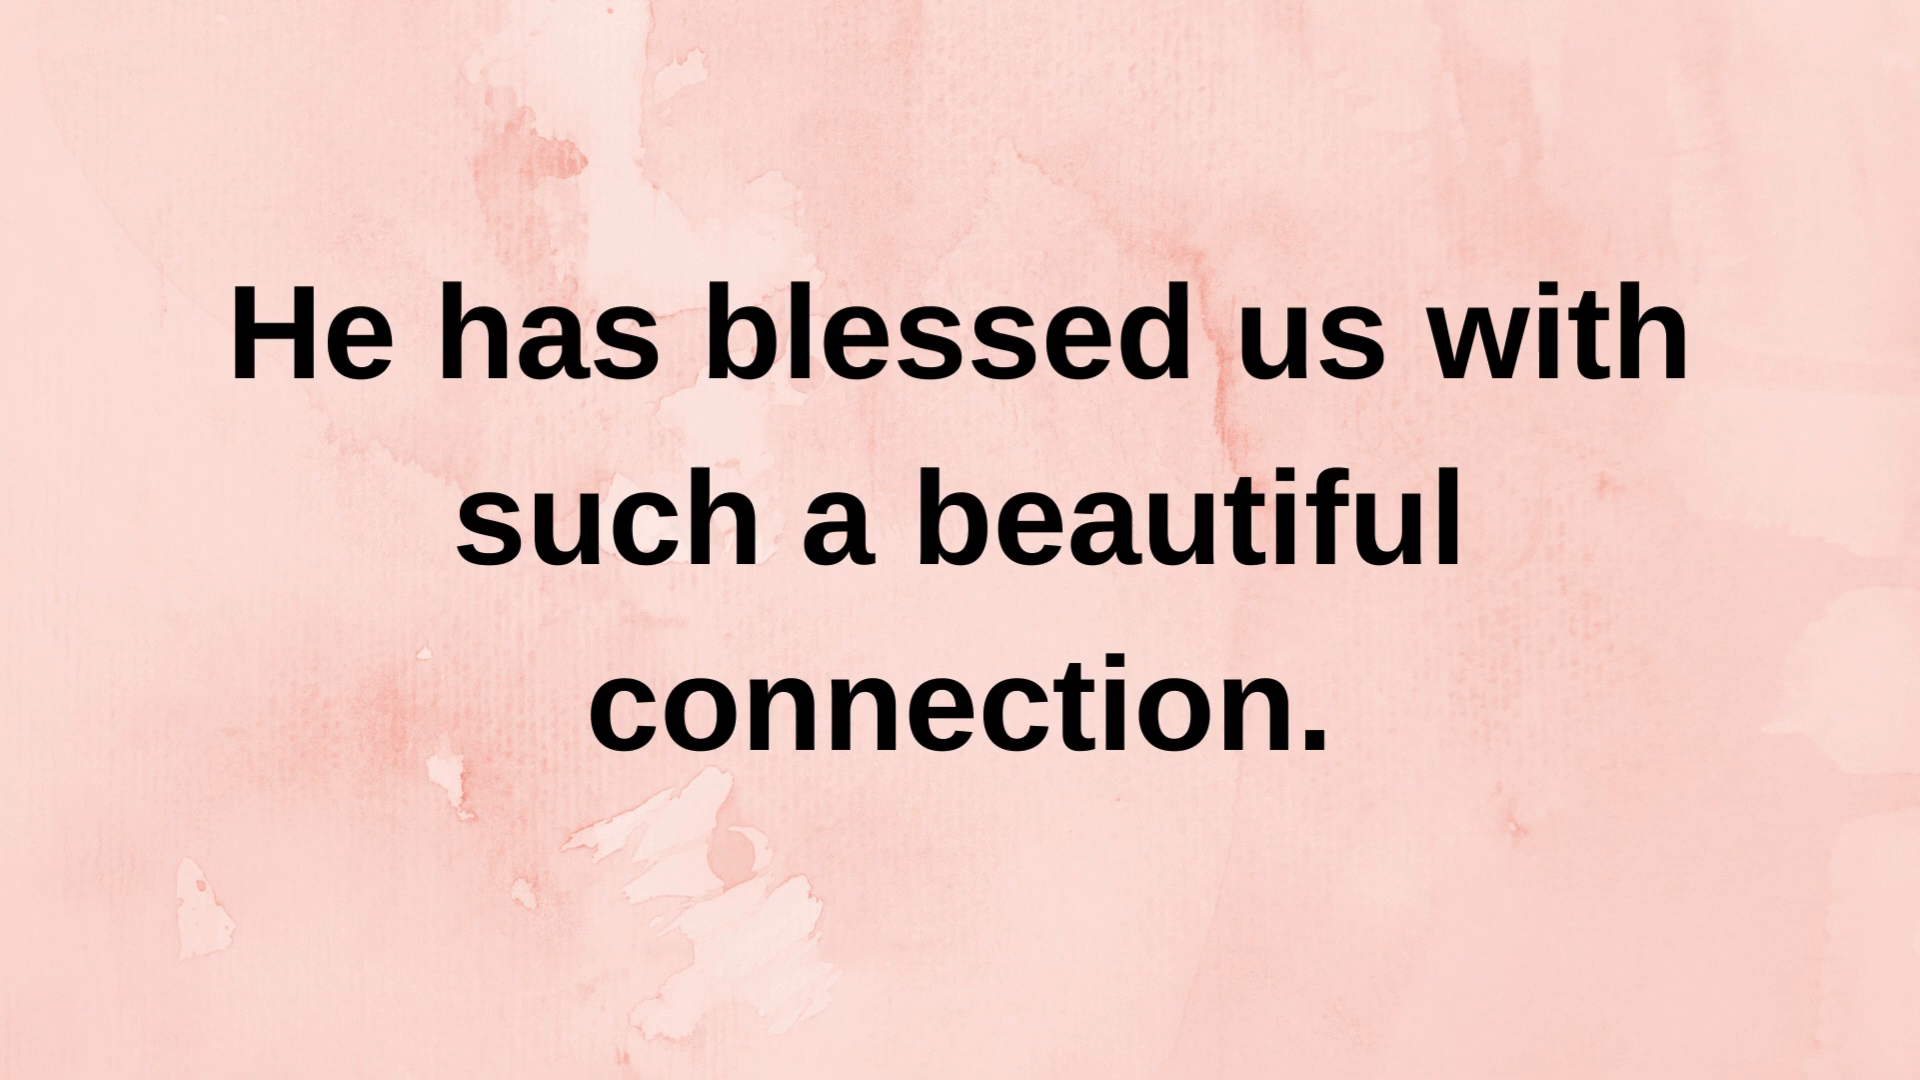 He has blessed us with
such a beautiful
connection.